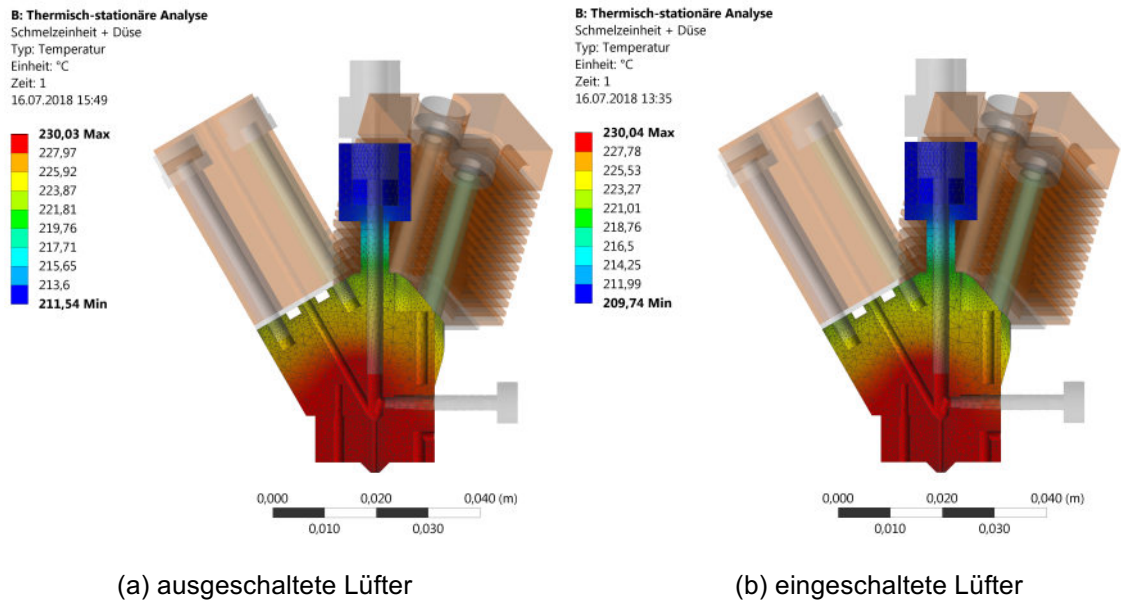 B: Thermisch-stationäre Analyse
Schmelzeinheit + Düse
Typ: Temperatur
Einheit: °C
Zeit: 1
16.07.2018 15:49
230,03 Max
227,97
225,92
223,87
221,81
219,76
217,71
215,65
213,6
211,54 Min
0,000 0,020 0,040 (m)
0,010 0,030
(a) ausgeschaltete Lüfter
B: Thermisch-stationäre Analyse
Schmelzeinheit + Düse
Typ: Temperatur
Einheit: °C
Zeit: 1
16.07.2018 13:35
230,04 Max
227,78
225,53
223,27
221,01
218,76
216,5
214,25
211,99
209,74 Min
0,000 0,020 0,040 (m)
0,010 0,030
(b) eingeschaltete Lüfter